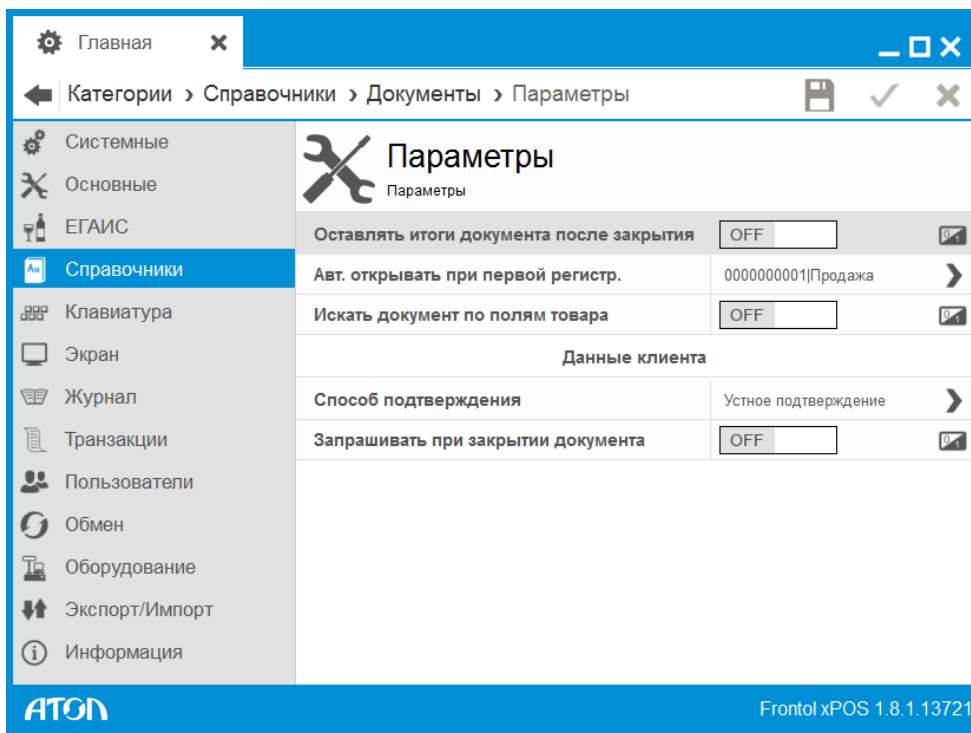 Главная
Категории › Справочники › Документы › Параметры
Системные
Основные
ЕГАИС
Справочники
Клавиатура
Экран
Журнал
Транзакции
Пользователи
Обмен
Оборудование
Экспорт/Импорт
Информация
Параметры
Параметры
Оставлять итоги документа после закрытия OFF
Авт. открывать при первой регистр. 0000000001|Продажа
Искать документ по полям товара OFF
Данные клиента
Способ подтверждения Устное подтверждение
Запрашивать при закрытии документа OFF
АТОЛ
Frontol xPOS 1.8.1.13721